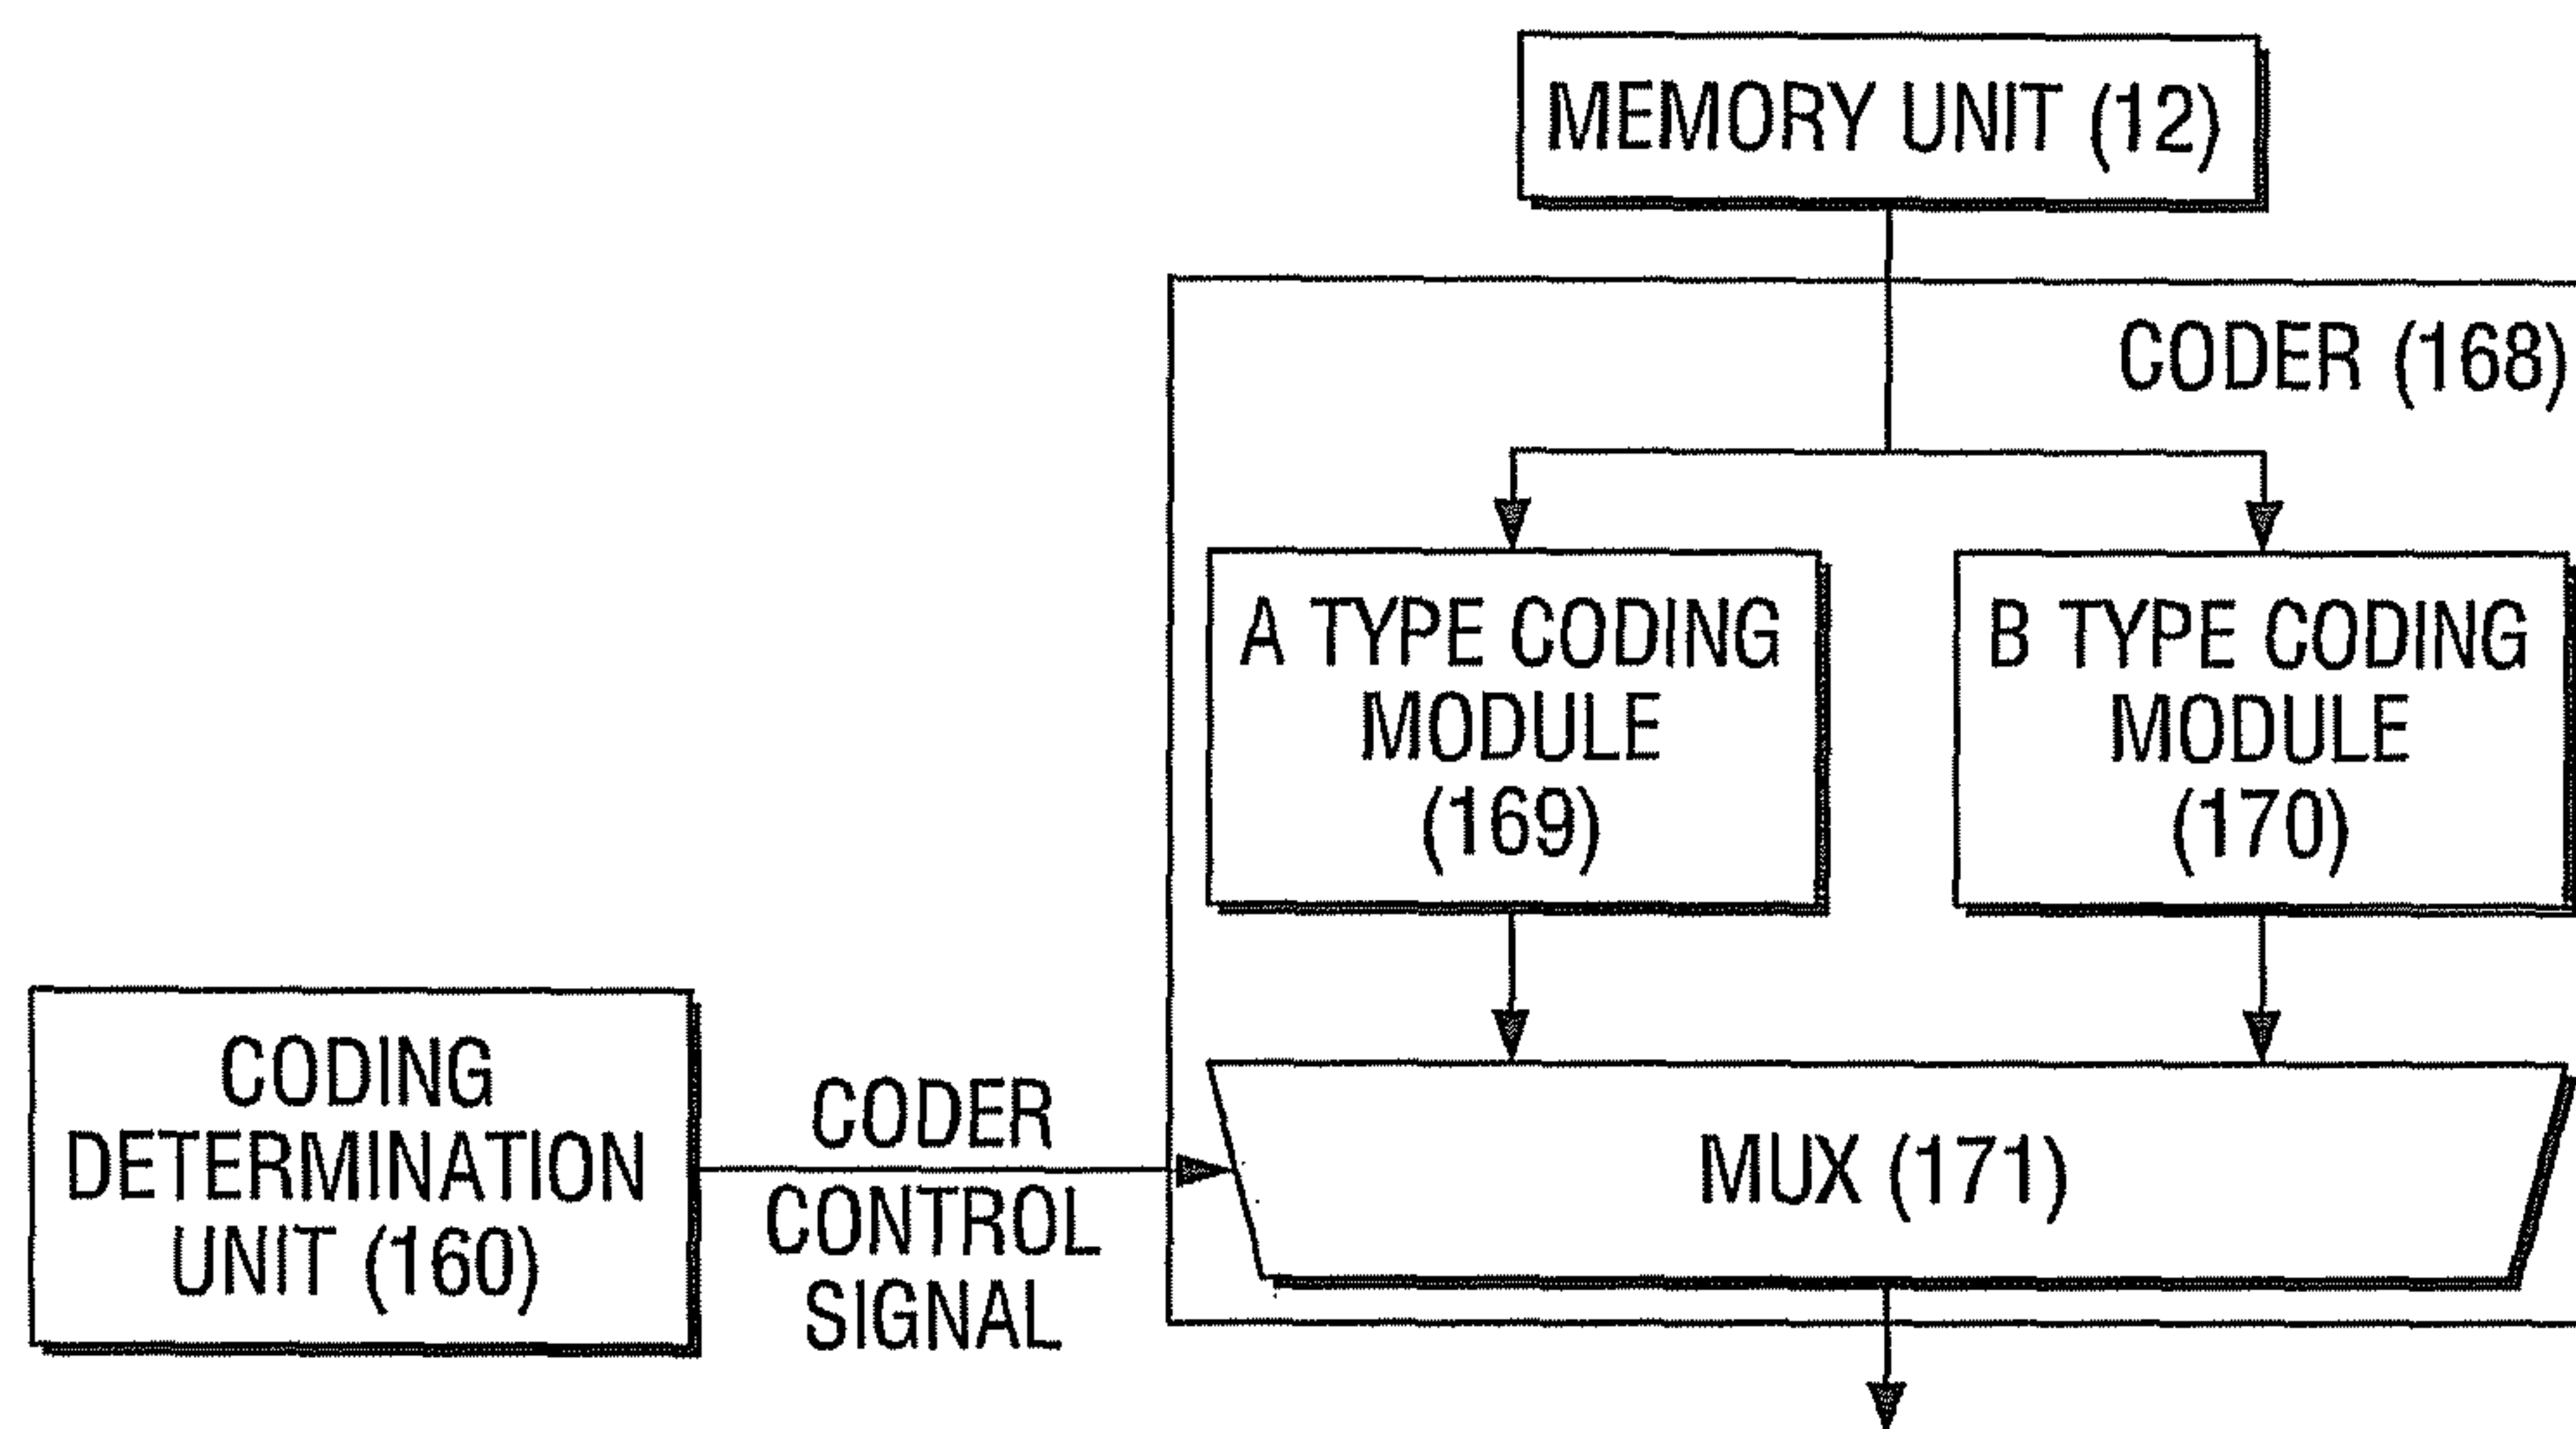 MEMORY UNIT (12)
CODER (168)
A TYPE CODING
MODULE
(169)
B TYPE CODING
MODULE
(170)
CODING
DETERMINATION
UNIT (160)
CODER
CONTROL
SIGNAL
MUX (171)